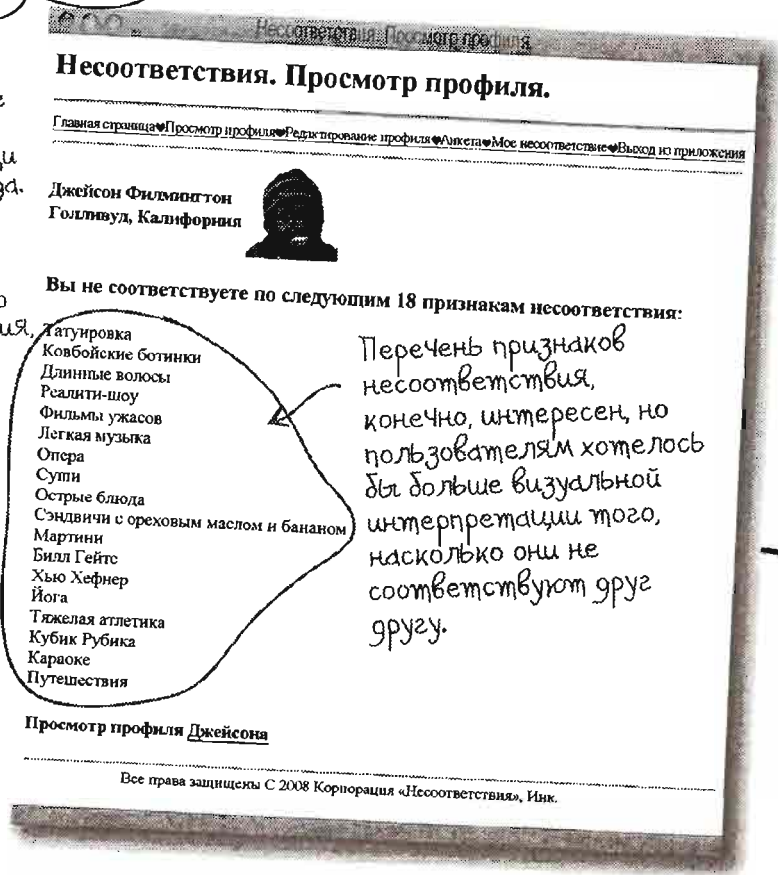 Несоответствия. Просмотр профиля.
Несоответствия. Просмотр профиля.
Главная страница♥Просмотр профиля♥Редактирование профиля♥Анкета♥Мое несоответствие♥Выход из приложения
Джейсон Филмингтон
Голливуд, Калифорния
Вы не соответствуете по следующим 18 признакам несоответствия:
Татуировка
Ковбойские ботинки
Длинные волосы
Реалити-шоу
Фильмы ужасов
Легкая музыка
Опера
Суши
Острые блюда
Сэндвичи с ореховым маслом и бананом
Мартини
Билл Гейтс
Хью Хефнер
Йога
Тяжелая атлетика
Кубик Рубика
Караоке
Путешествия
Перечень признаков
несоответствия,
конечно, интересен, но
пользователям хотелось
бы больше визуальной
интерпретации того,
насколько они не
соответствуют друг
другу.
Просмотр профиля Джейсона
Все права защищены С 2008 Корпорация «Несоответствия», Инк.